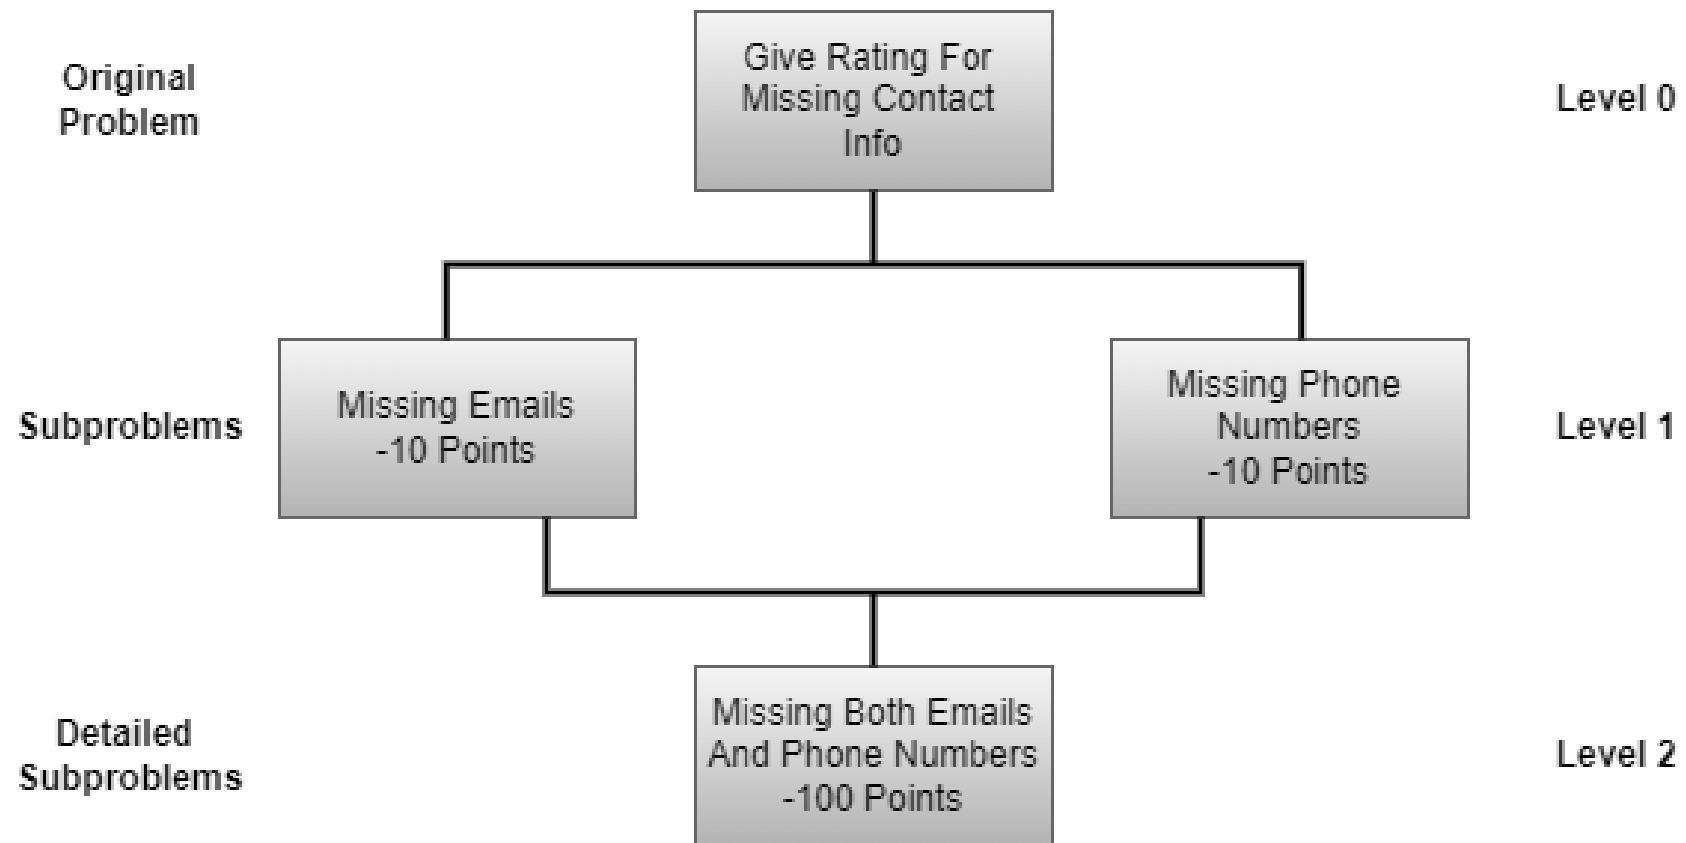 Original
Problem
Give Rating For
Missing Contact
Info
Level 0
Subproblems
Missing Emails
-10 Points
Missing Phone
Numbers
-10 Points
Level 1
Detailed
Subproblems
Missing Both Emails
And Phone Numbers
-100 Points
Level 2